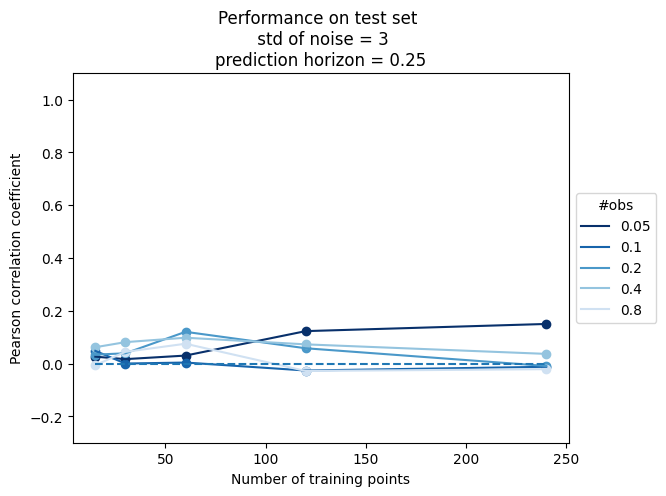 Performance on test set
std of noise = 3
prediction horizon = 0.25
Pearson correlation coefficient
1.0
0.8
0.6
0.4
0.2
0.0
−0.2
50
100
150
200
250
Number of training points
#obs
0.05
0.1
0.2
0.4
0.8